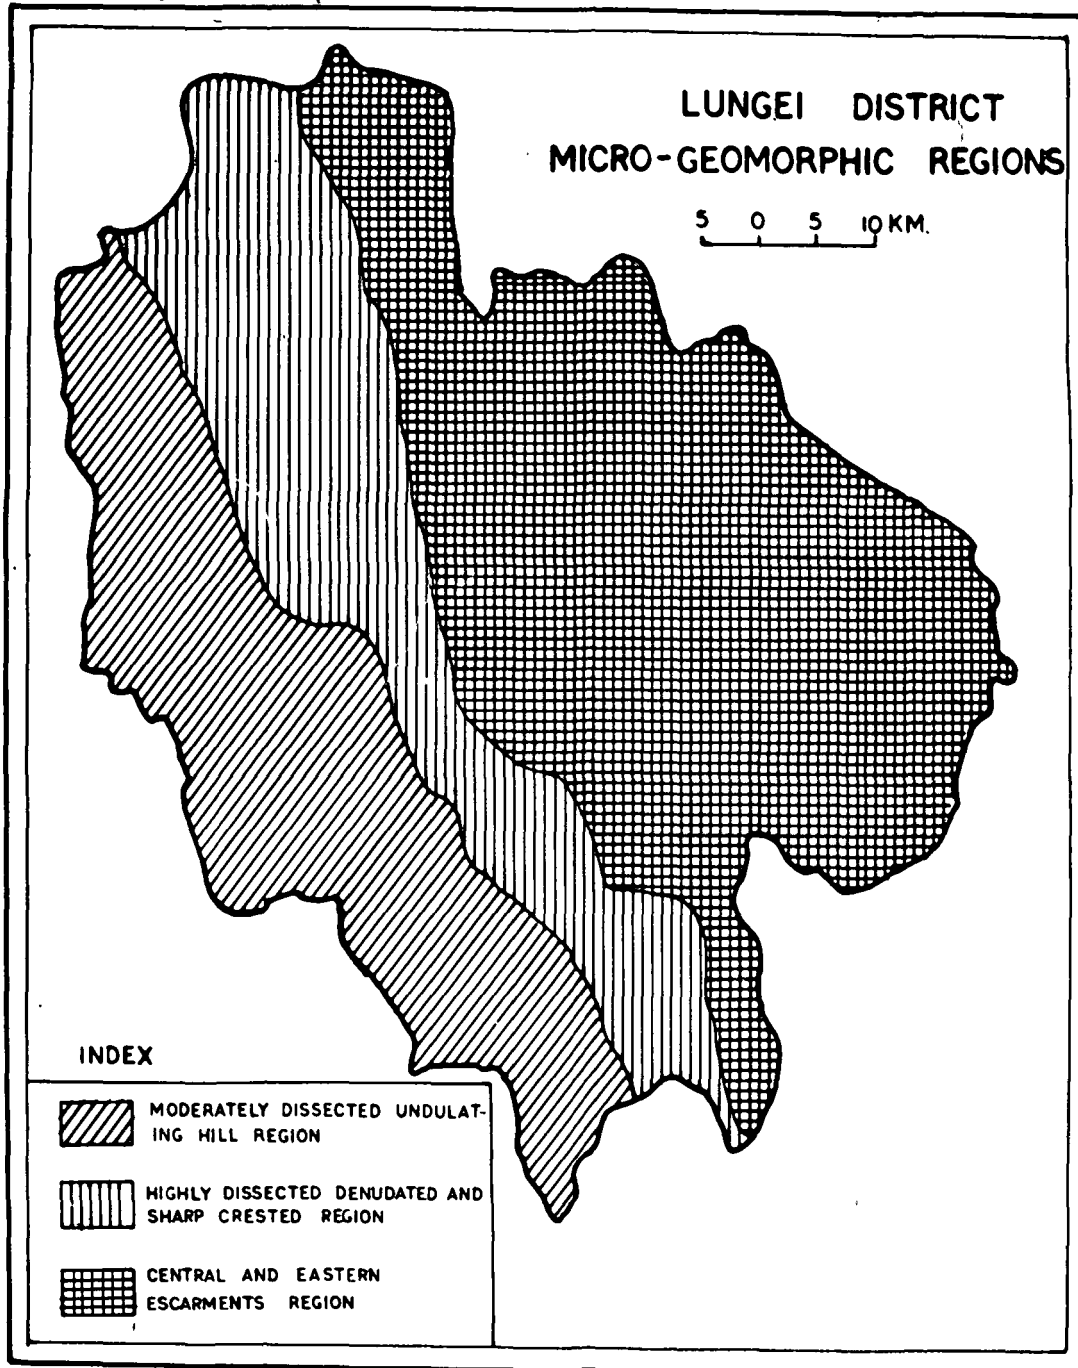 LUNGEI DISTRICT
MICRO-GEOMORPHIC REGIONS
5 0 5 10 KM.
INDEX
MODERATELY DISSECTED UNDULAT-
ING HILL REGION
HIGHLY DISSECTED DENUDATED AND
SHARP CRESTED REGION
CENTRAL AND EASTERN
ESCARMENTS REGION